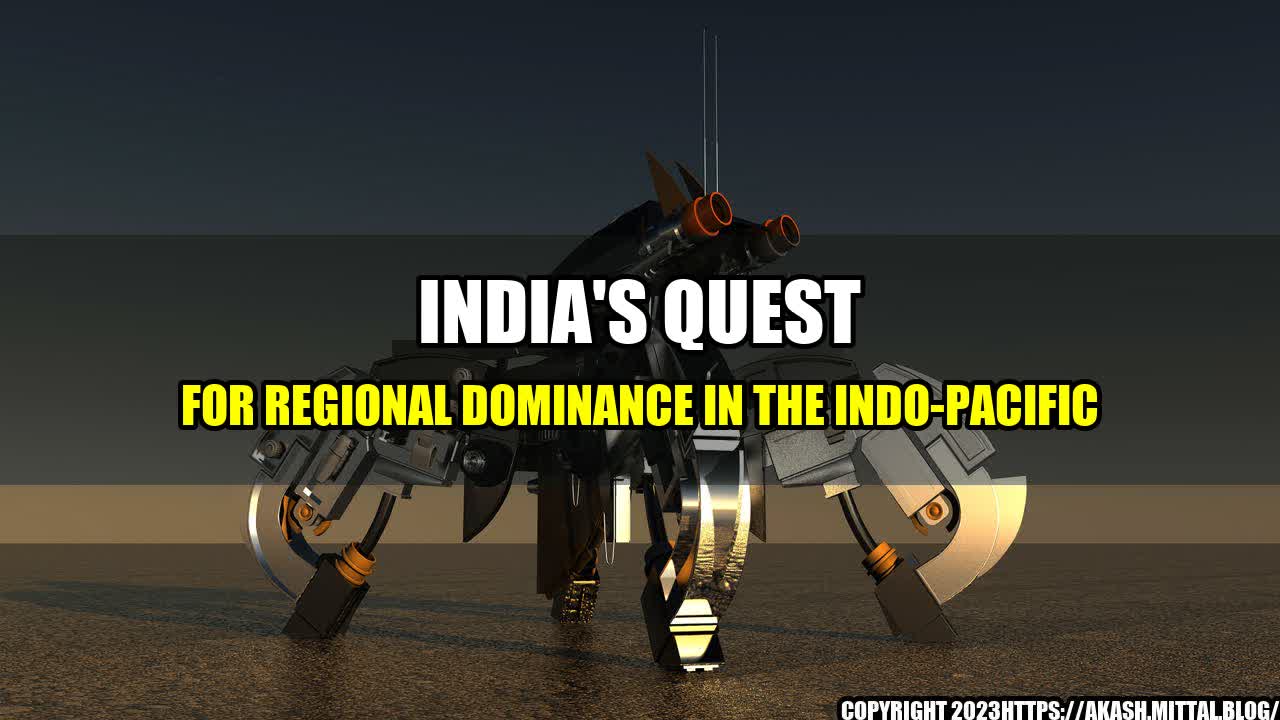 INDIA'S QUEST
FOR REGIONAL DOMINANCE IN THE INDO-PACIFIC
COPYRIGHT 2023HTTPS://AKASH.MITTAL.BLOG/